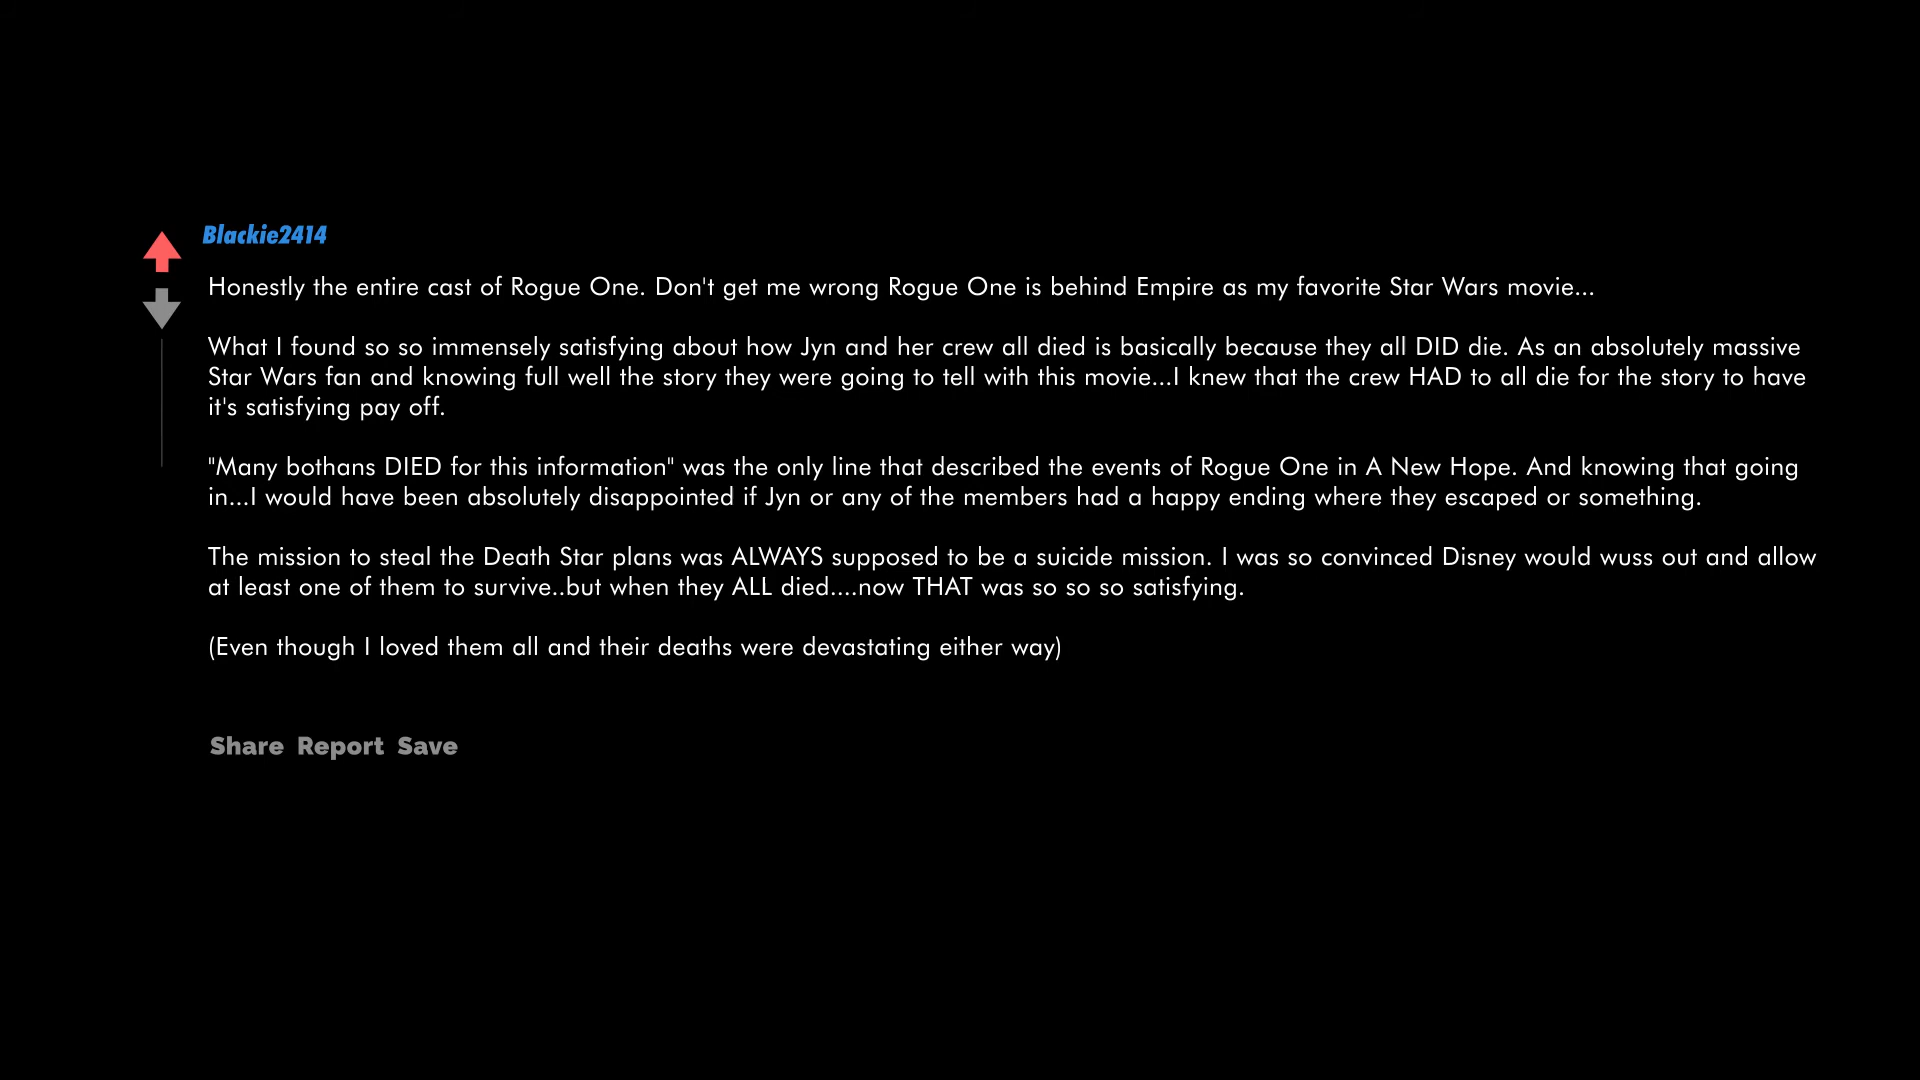 Blackie2414
Honestly the entire cast of Rogue One. Don't get me wrong Rogue One is behind Empire as my favorite Star Wars movie...
What I found so so immensely satisfying about how Jyn and her crew all died is basically because they all DID die. As an absolutely massive
Star Wars fan and knowing full well the story they were going to tell with this movie...I knew that the crew HAD to all die for the story to have
it's satisfying pay off.
"Many bothans DIED for this information" was the only line that described the events of Rogue One in A New Hope. And knowing that going
in...I would have been absolutely disappointed if Jyn or any of the members had a happy ending where they escaped or something.
The mission to steal the Death Star plans was ALWAYS supposed to be a suicide mission. I was so convinced Disney would wuss out and allow
at least one of them to survive..but when they ALL died....now THAT was so so so satisfying.
(Even though I loved them all and their deaths were devastating either way)
Share Report Save